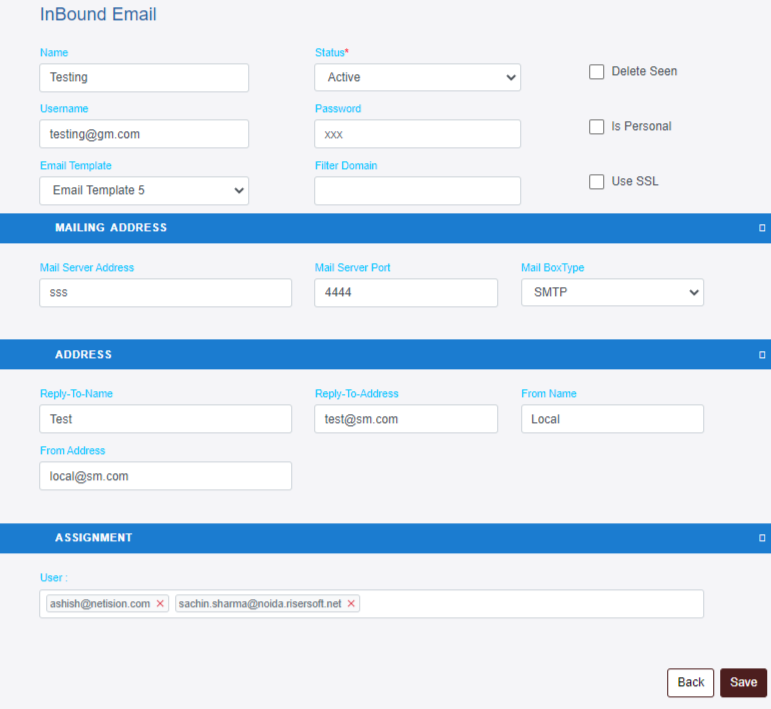 InBound Email
Name Status*
Testing Active Delete Seen
Username Password
testing@gm.com xxx Is Personal
Email Template Filter Domain
Email Template 5 Use SSL
MAILING ADDRESS
Mail Server Address Mail Server Port Mail BoxType
sss 4444 SMTP
ADDRESS
Reply-To-Name Reply-To-Address From Name
Test test@sm.com Local
From Address
local@sm.com
ASSIGNMENT
User :
ashish@netision.com × sachin.sharma@noida.risersoft.net ×
Back Save